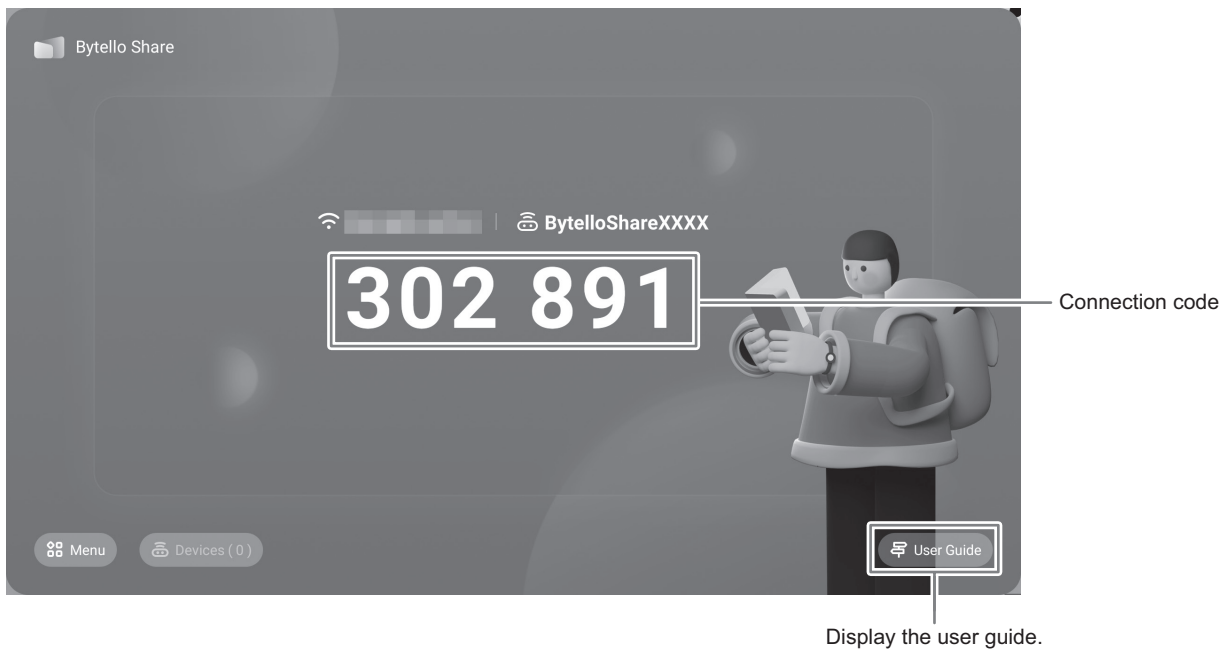 Bytello Share
BytelloShareXXXX
302 891
Connection code
Menu
Devices ( 0 )
User Guide
Display the user guide.